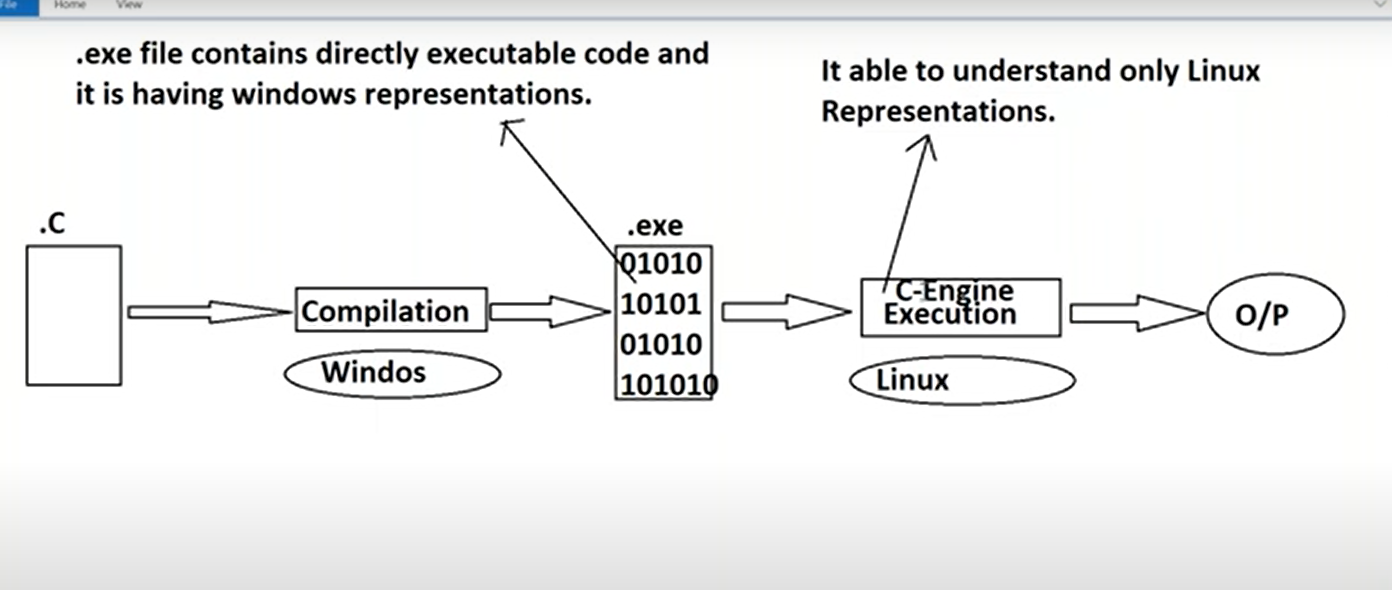 File Home View
.exe file contains directly executable code and
it is having windows representations.
It able to understand only Linux
Representations.
.C
.exe
01010
10101
01010
101010
Compilation
Windos
C-Engine
Execution
Linux
O/P